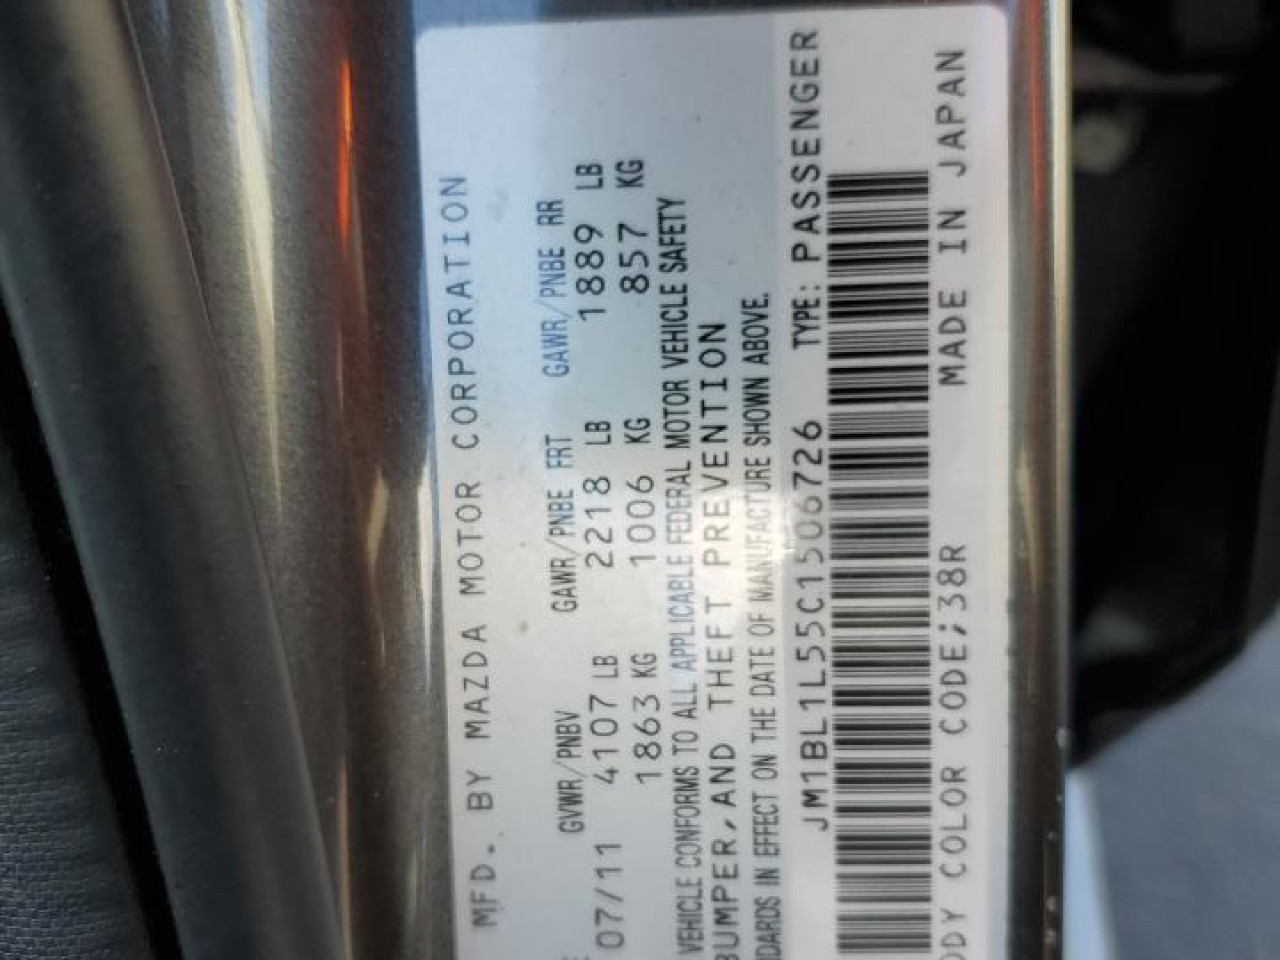 MFD. BY MAZDA MOTOR CORPORATION
GVWR/PNBV GAWR/PNBE FRT GAWR/PNBE RR
07/11 4107 LB 2218 LB 1889 LB
1863 KG 1006 KG 857 KG
VEHICLE CONFORMS TO ALL APPLICABLE FEDERAL MOTOR VEHICLE SAFETY
BUMPER, AND THEFT PREVENTION
NDARDS IN EFFECT ON THE DATE OF MANUFACTURE SHOWN ABOVE.
JM1BL1L55C1506726 TYPE: PASSENGER
ODY COLOR CODE;38R MADE IN JAPAN